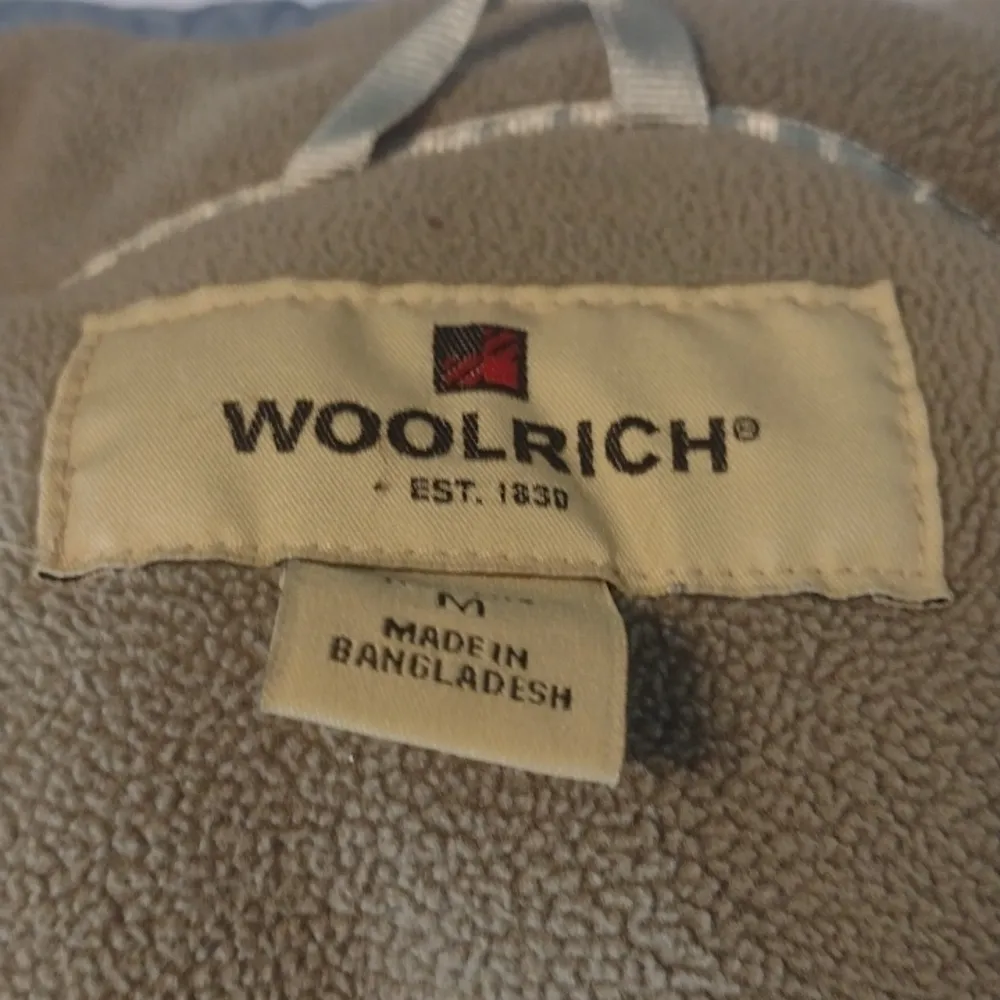 WOOLRICH®
EST. 1830
M
MADE IN
BANGLADESH